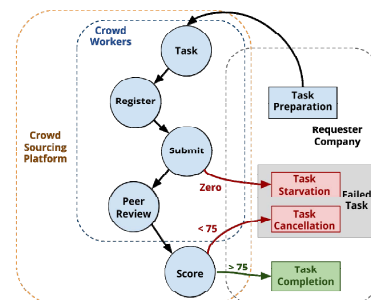 Crowd
Workers
Task
Register
Task
Preparation
Requester
Company
Crowd
Sourcing
Platform
Submit
Zero
Task
Starvation
Failed
Task
Peer
Review
< 75
Task
Cancellation
Score
> 75
Task
Completion